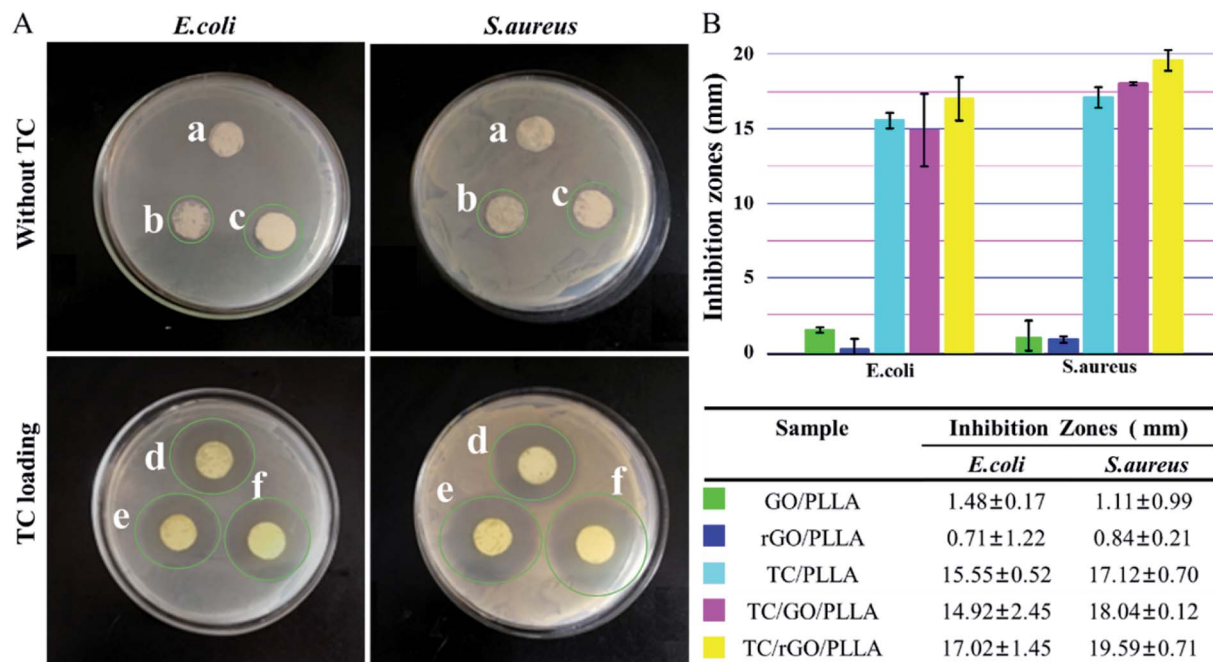 A
E.coli
S.aureus
Without TC
a
b
c
a
b
c
TC loading
d
e
f
d
e
f
B
Inhibition zones (mm)
20
15
10
5
0
E.coli
S.aureus
Sample
Inhibition Zones ( mm)
E.coli
S.aureus
GO/PLLA 1.48±0.17 1.11±0.99
rGO/PLLA 0.71±1.22 0.84±0.21
TC/PLLA 15.55±0.52 17.12±0.70
TC/GO/PLLA 14.92±2.45 18.04±0.12
TC/rGO/PLLA 17.02±1.45 19.59±0.71